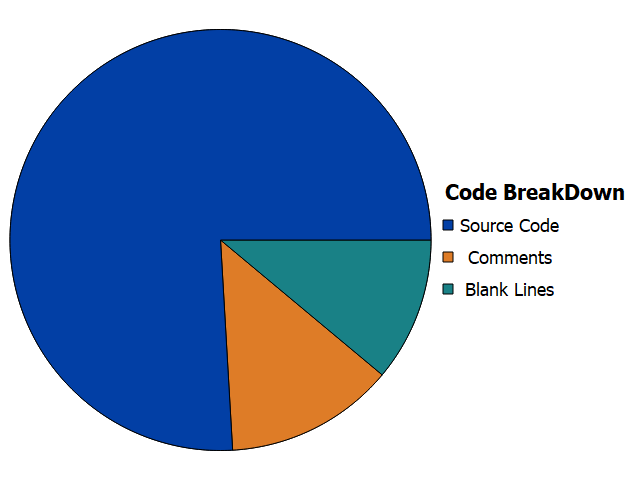 Code BreakDown
Source Code
Comments
Blank Lines